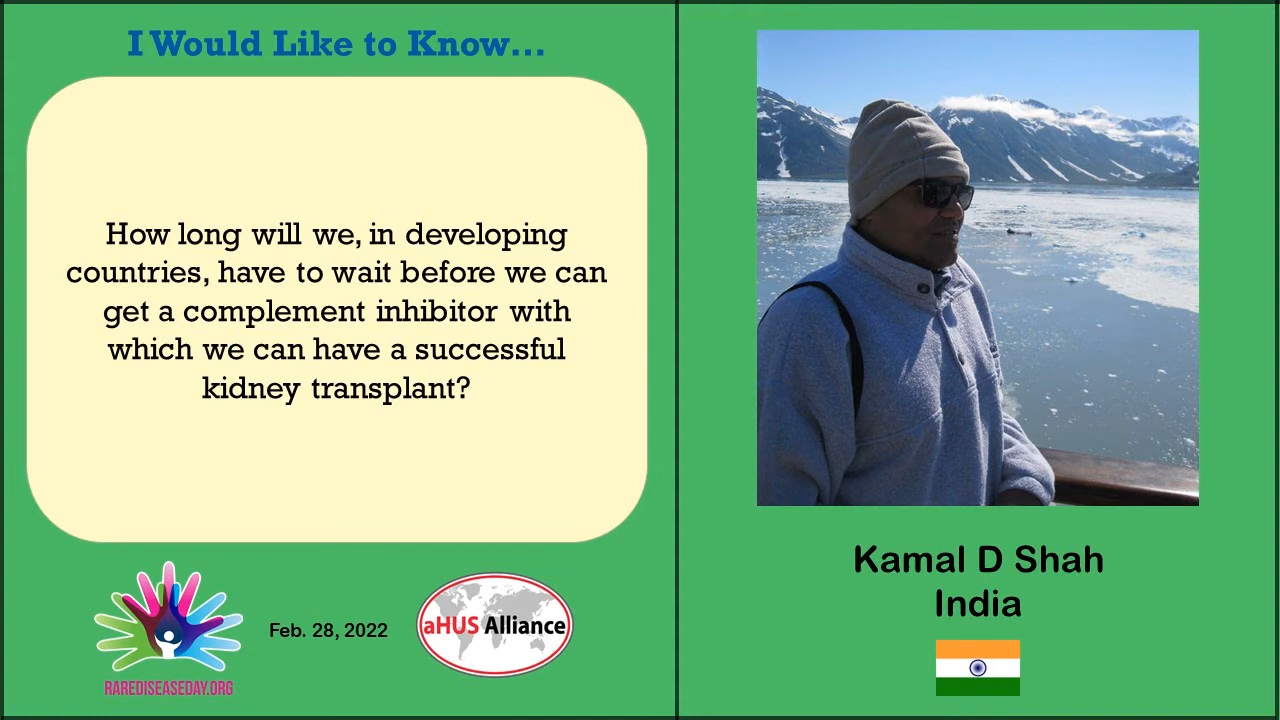 I Would Like to Know...
How long will we, in developing
countries, have to wait before we can
get a complement inhibitor with
which we can have a successful
kidney transplant?
RAREDISEASEDAY.ORG
Feb. 28, 2022
aHUS Alliance
Kamal D Shah
India